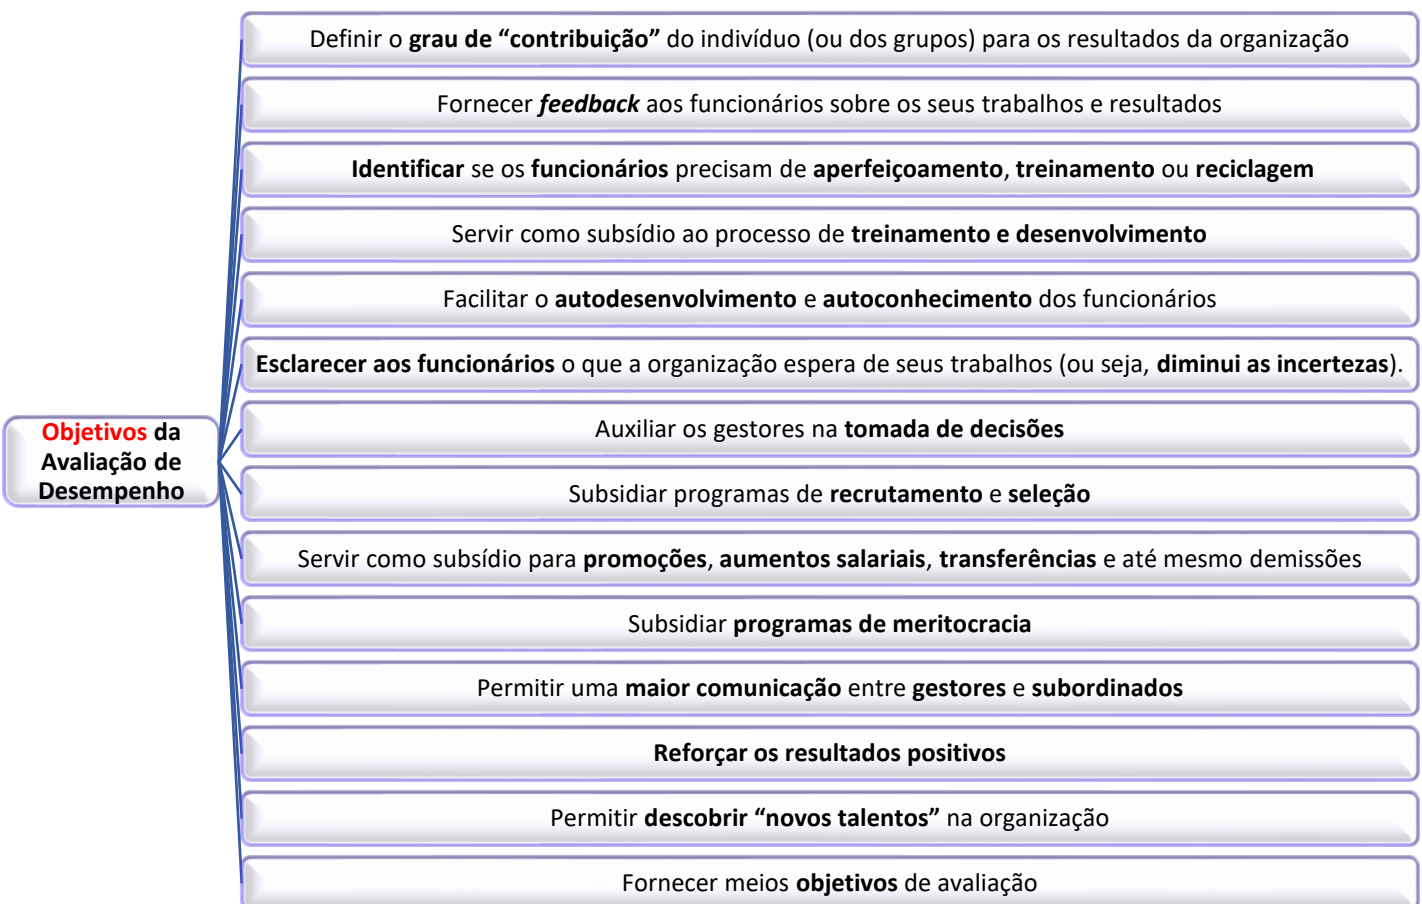 Definir o grau de “contribuição” do indivíduo (ou dos grupos) para os resultados da organização
Fornecer feedback aos funcionários sobre os seus trabalhos e resultados
Identificar se os funcionários precisam de aperfeiçoamento, treinamento ou reciclagem
Servir como subsídio ao processo de treinamento e desenvolvimento
Facilitar o autodesenvolvimento e autoconhecimento dos funcionários
Esclarecer aos funcionários o que a organização espera de seus trabalhos (ou seja, diminui as incertezas).
Objetivos da
Avaliação de
Desempenho
Auxiliar os gestores na tomada de decisões
Subsidiar programas de recrutamento e seleção
Servir como subsídio para promoções, aumentos salariais, transferências e até mesmo demissões
Subsidiar programas de meritocracia
Permitir uma maior comunicação entre gestores e subordinados
Reforçar os resultados positivos
Permitir descobrir “novos talentos” na organização
Fornecer meios objetivos de avaliação